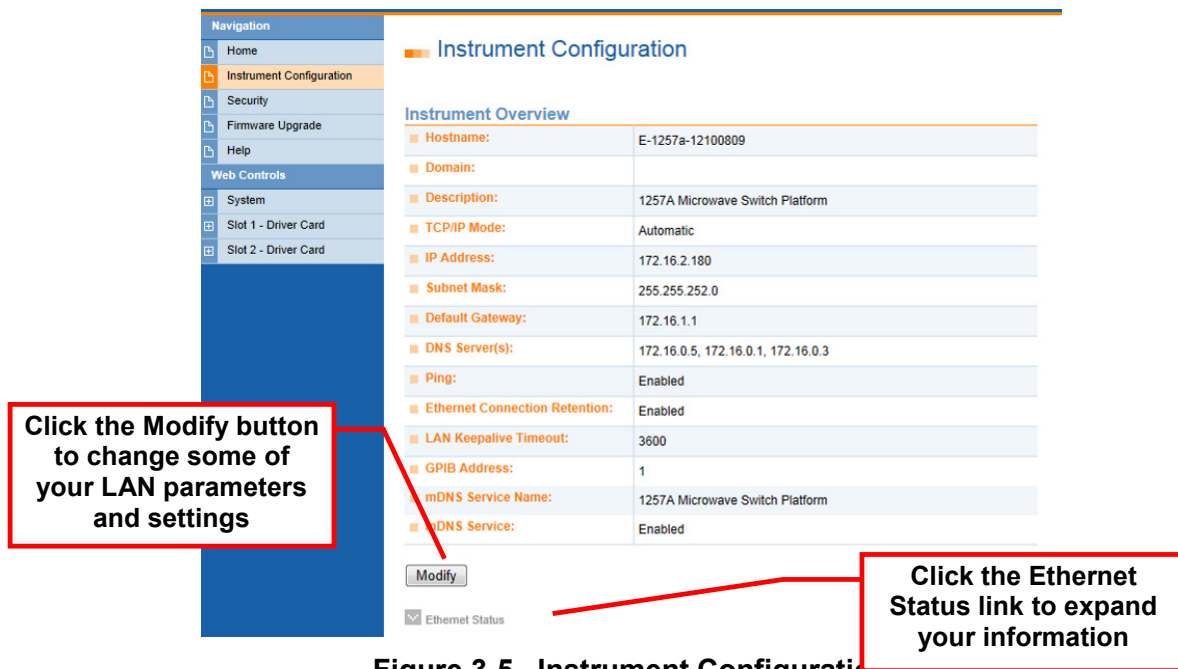 Navigation
Home
Instrument Configuration
Security
Firmware Upgrade
Help
Web Controls
System
Slot 1 - Driver Card
Slot 2 - Driver Card
Instrument Configuration
Instrument Overview
Hostname: E-1257a-12100809
Domain:
Description: 1257A Microwave Switch Platform
TCP/IP Mode: Automatic
IP Address: 172.16.2.180
Subnet Mask: 255.255.252.0
Default Gateway: 172.16.1.1
DNS Server(s): 172.16.0.5, 172.16.0.1, 172.16.0.3
Ping: Enabled
Ethernet Connection Retention: Enabled
LAN Keepalive Timeout: 3600
GPIB Address: 1
mDNS Service Name: 1257A Microwave Switch Platform
mDNS Service: Enabled
Modify
Ethernet Status
Click the Modify button
to change some of
your LAN parameters
and settings
Click the Ethernet
Status link to expand
your information
Figure 3-5 Instrument